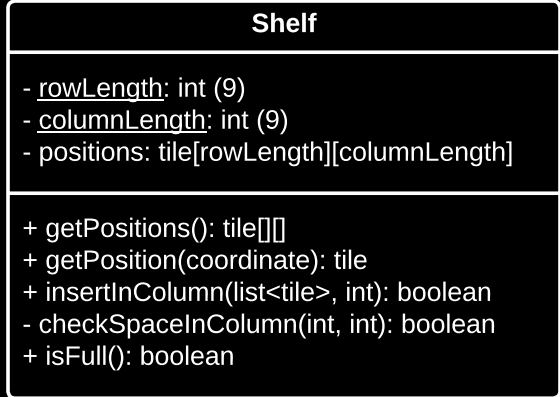 Shelf
- rowLength: int (9)
- columnLength: int (9)
- positions: tile[rowLength][columnLength]
+ getPositions(): tile[][]
+ getPosition(coordinate): tile
+ insertInColumn(list<tile>, int): boolean
- checkSpaceInColumn(int, int): boolean
+ isFull(): boolean